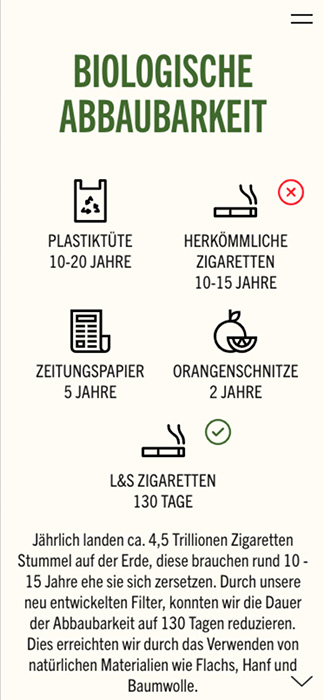 BIOLOGISCHE
ABBAUBARKEIT
PLASTIKTÜTE
10-20 JAHRE
HERKÖMMLICHE
ZIGARETTEN
10-15 JAHRE
ZEITUNGSPAPIER
5 JAHRE
ORANGENSCHNITZE
2 JAHRE
L&S ZIGARETTEN
130 TAGE
Jährlich landen ca. 4,5 Trillionen Zigaretten
Stummel auf der Erde, diese brauchen rund 10 -
15 Jahre ehe sie sich zersetzen. Durch unsere
neu entwickelten Filter, konnten wir die Dauer
der Abbaubarkeit auf 130 Tagen reduzieren.
Dies erreichten wir durch das Verwenden von
natürlichen Materialien wie Flachs, Hanf und
Baumwolle.